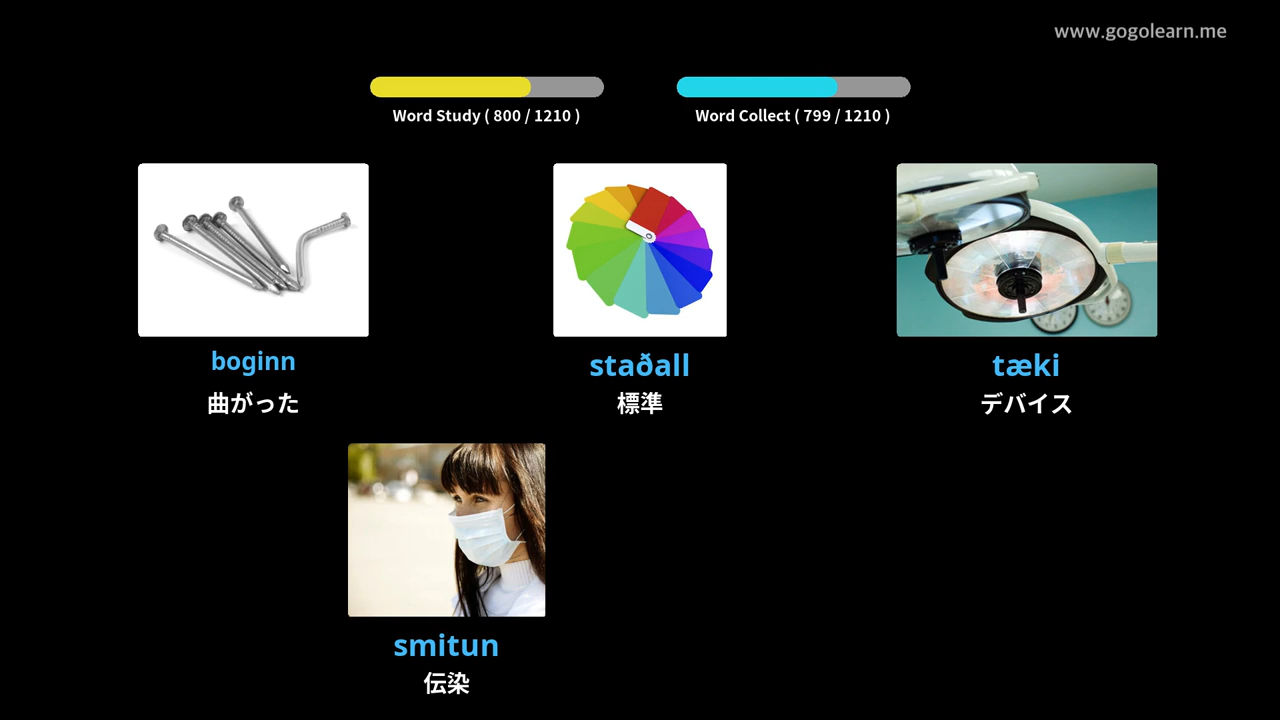 www.gogolearn.me
Word Study ( 800 / 1210 )
Word Collect ( 799 / 1210 )
boginn
曲がった
staðall
標準
tæki
デバイス
smitun
伝染